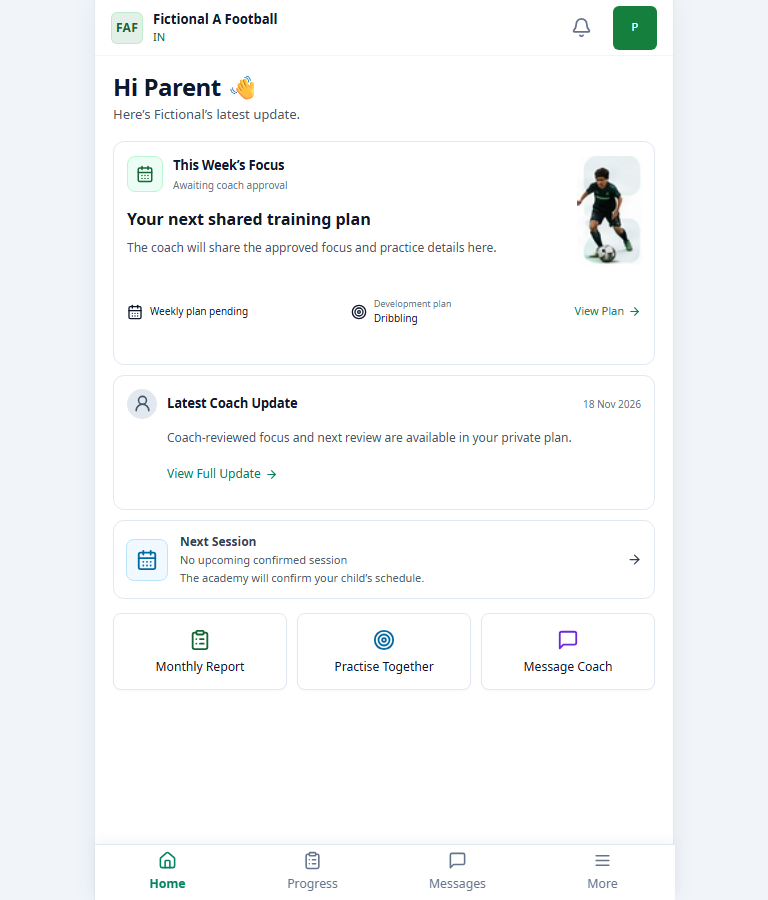 FAF
Fictional A Football
IN
P
Hi Parent 👋
Here’s Fictional’s latest update.
This Week’s Focus
Awaiting coach approval
Your next shared training plan
The coach will share the approved focus and practice details here.
Weekly plan pending
Development plan
Dribbling
View Plan →
Latest Coach Update
18 Nov 2026
Coach-reviewed focus and next review are available in your private plan.
View Full Update →
Next Session
No upcoming confirmed session
The academy will confirm your child’s schedule.
Monthly Report
Practise Together
Message Coach
Home
Progress
Messages
More